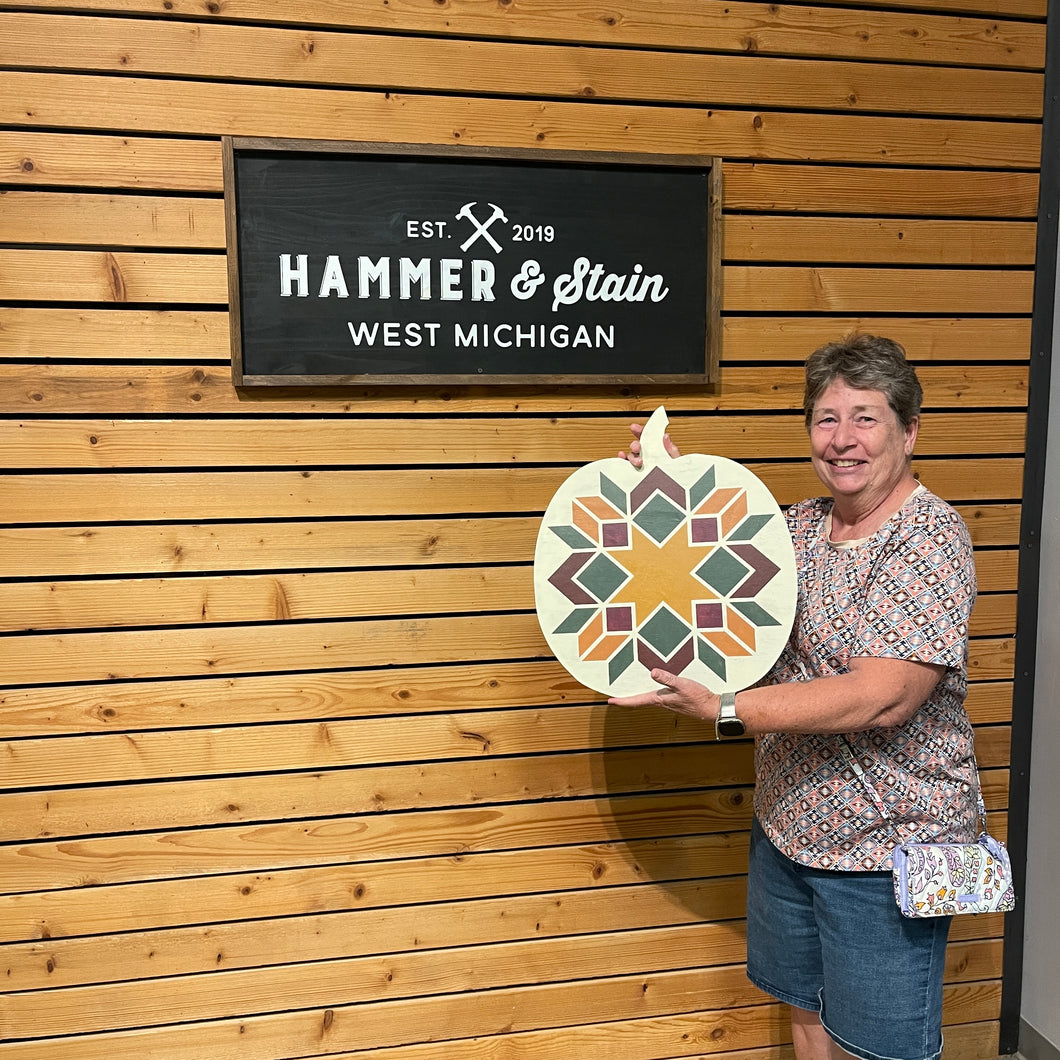 EST. 2019
HAMMER & Stain
WEST MICHIGAN